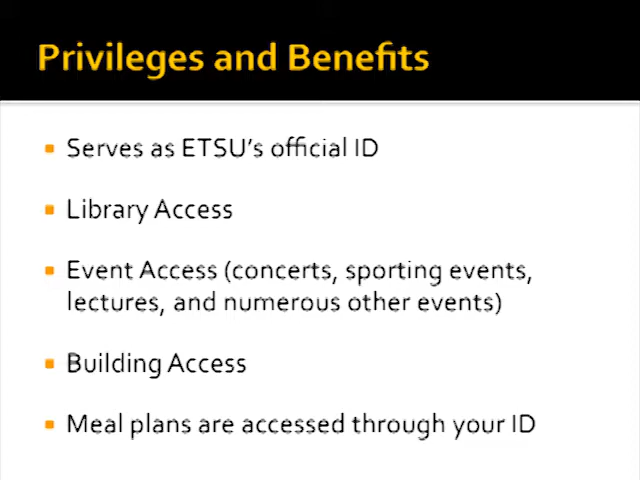 Privileges and Benefits
Serves as ETSU's official ID
Library Access
Event Access (concerts, sporting events,
lectures, and numerous other events)
Building Access
Meal plans are accessed through your ID